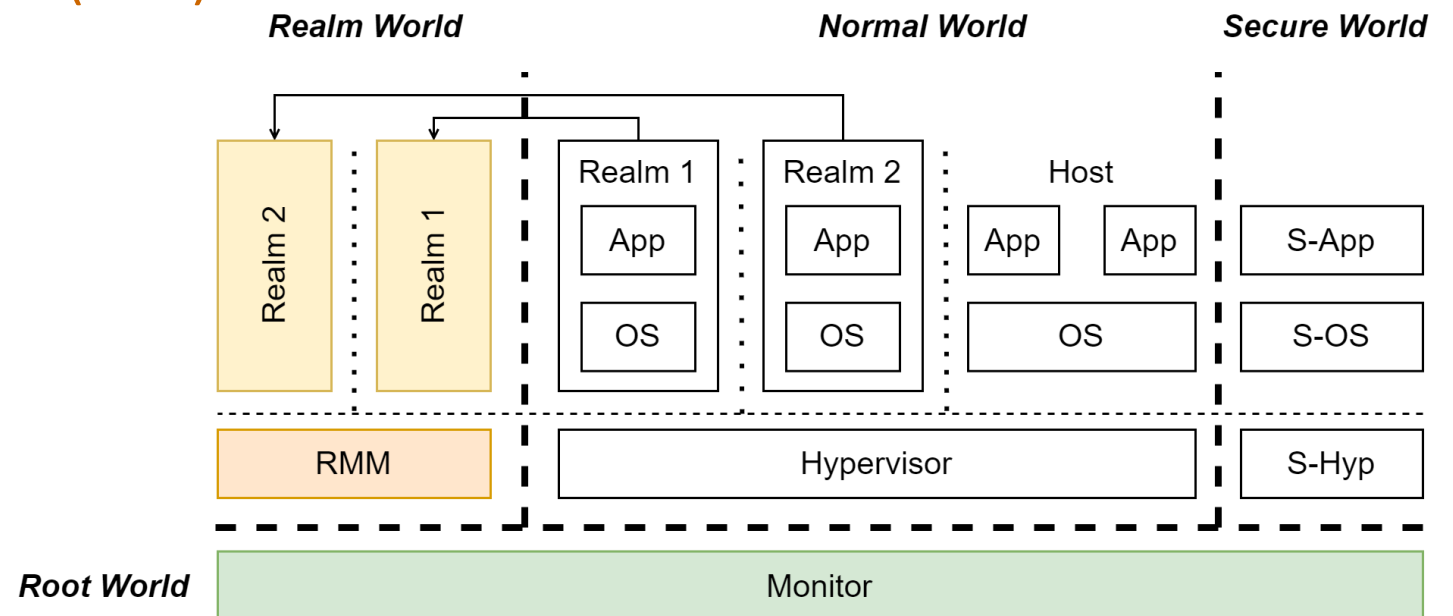 Realm World
Normal World
Secure World
Realm 2
Realm 1
Realm 1
Realm 2
Host
App
App
App
App
S-App
OS
OS
OS
S-OS
RMM
Hypervisor
S-Hyp
Root World
Monitor